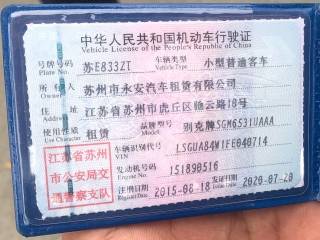 中华人民共和国机动车行驶证
Vehicle License of the People's Republic of China
号牌号码 苏E833ZT 车辆类型 小型普通客车
Plate No. Vehicle Type
所有人 苏州市永安汽车租赁有限公司
Owner
住址 江苏省苏州市虎丘区驰云路18号
Address
使用性质 租赁 品牌型号 别克牌SGM6531UAAA
Use Character Model
江苏省苏州市公安局交通警察支队
车辆识别代号 LSGUA84W1FE040714
VIN
发动机号码 151890516
Engine No.
注册日期 2015-08-18 发证日期 2020-07-20
Register Date Issue Date